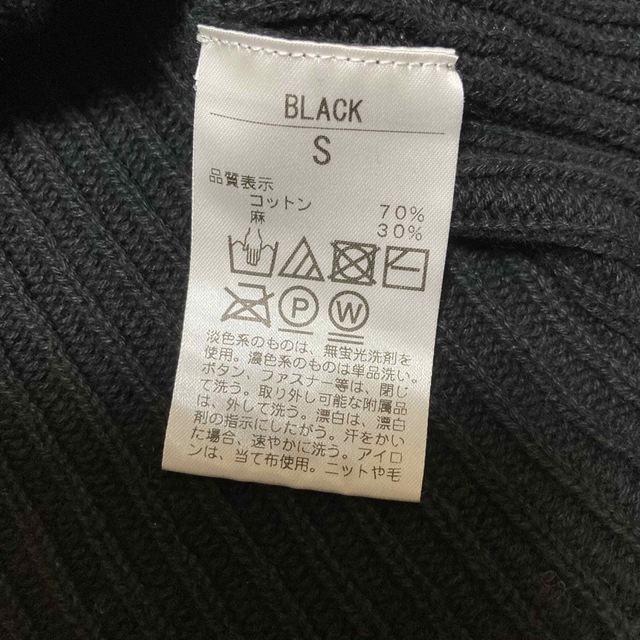 BLACK
S
品質表示
コットン 70%
麻 30%
P W
淡色系のものは、無蛍光洗剤を
使用。濃色系のものは単品洗い。
ボタン、ファスナー等は、閉じ
て洗う。取り外し可能な附属品
は、外して洗う。漂白は、漂白
剤の指示にしたがう。汗をかい
た場合、速やかに洗う。アイロ
ンは、当て布使用。ニットや毛